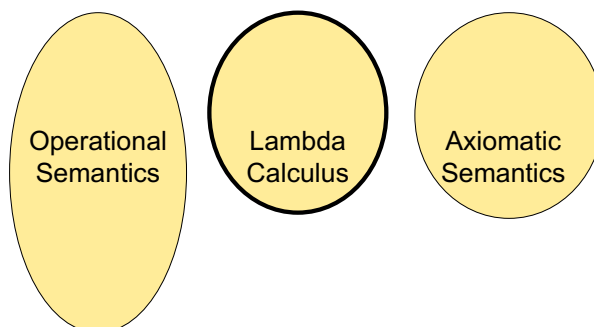 Operational
Semantics
Lambda
Calculus
Axiomatic
Semantics